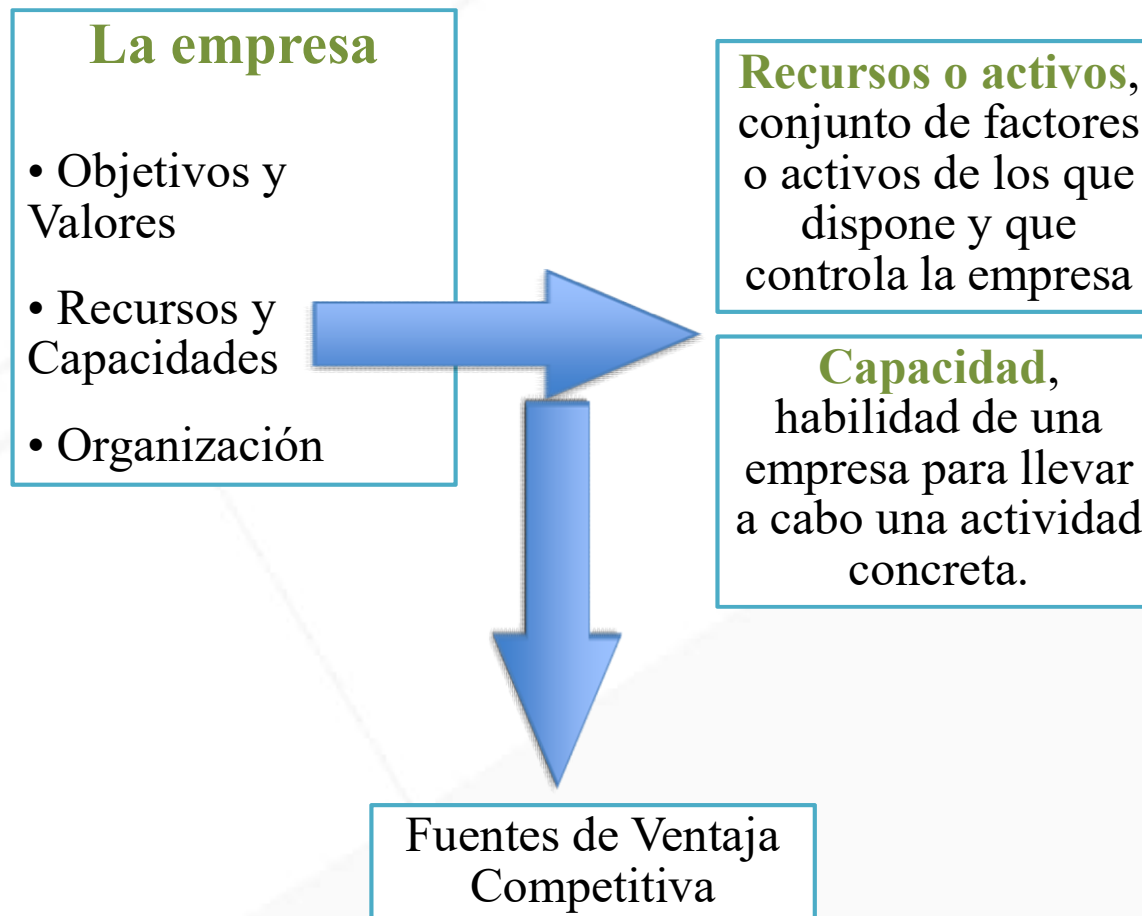 La empresa
• Objetivos y
Valores
• Recursos y
Capacidades
• Organización
Recursos o activos,
conjunto de factores
o activos de los que
dispone y que
controla la empresa
Capacidad,
habilidad de una
empresa para llevar
a cabo una actividad
concreta.
Fuentes de Ventaja
Competitiva